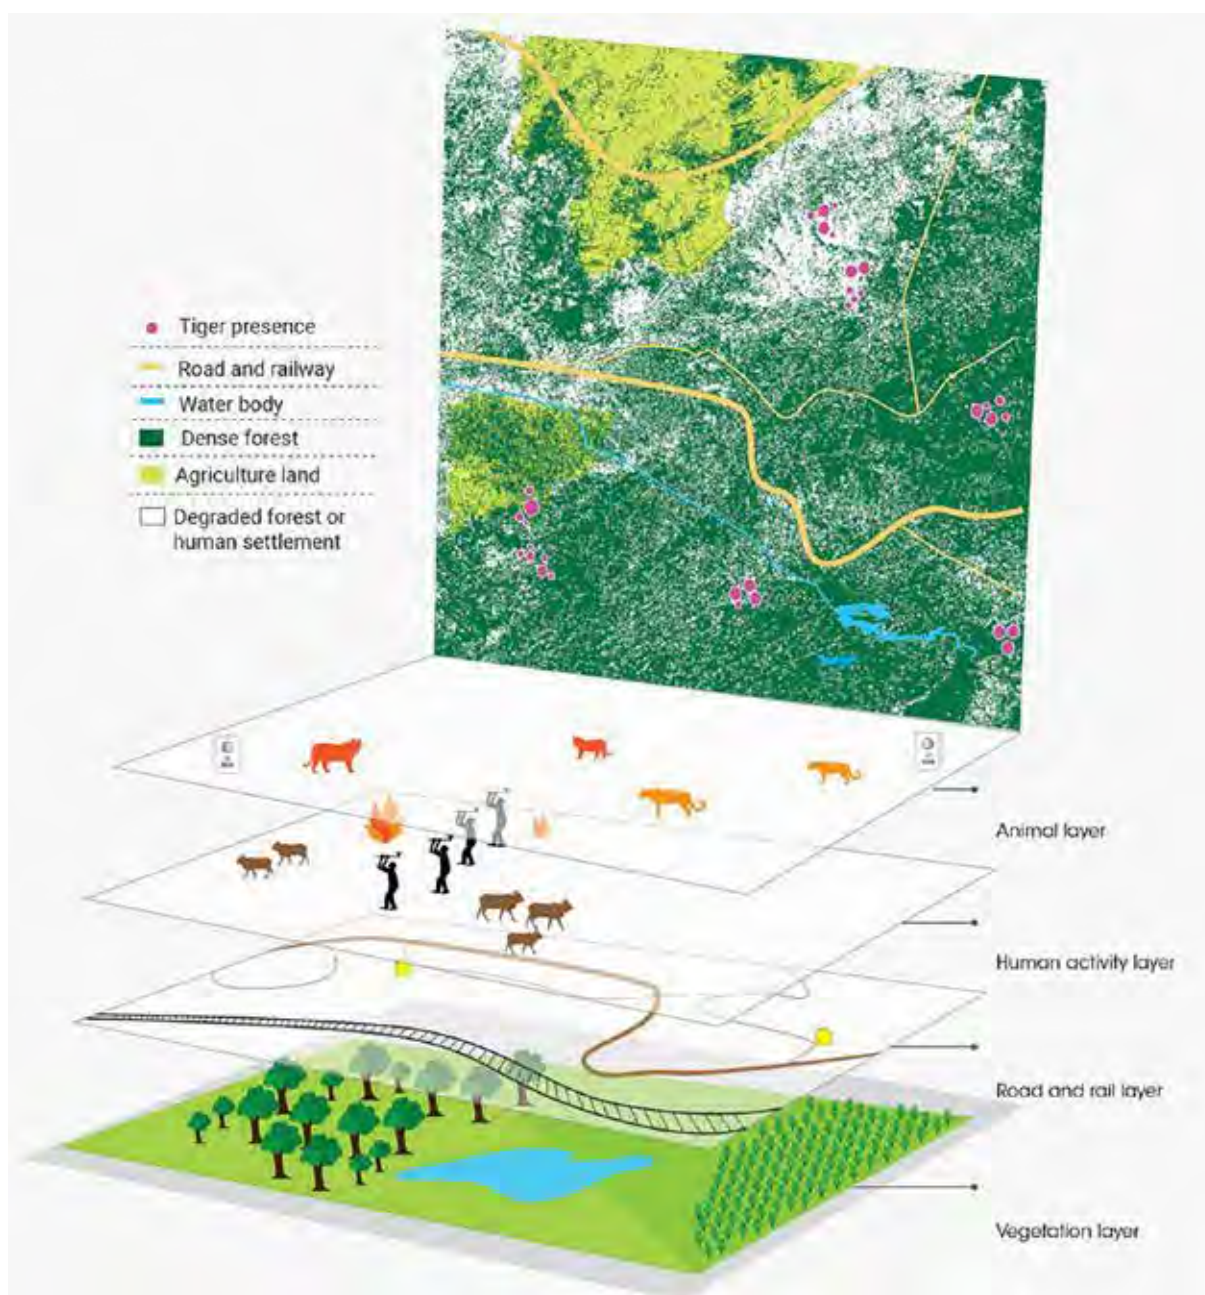 Tiger presence
Road and railway
Water body
Dense forest
Agriculture land
Degraded forest or
human settlement
Animal layer
Human activity layer
Road and rail layer
Vegetation layer